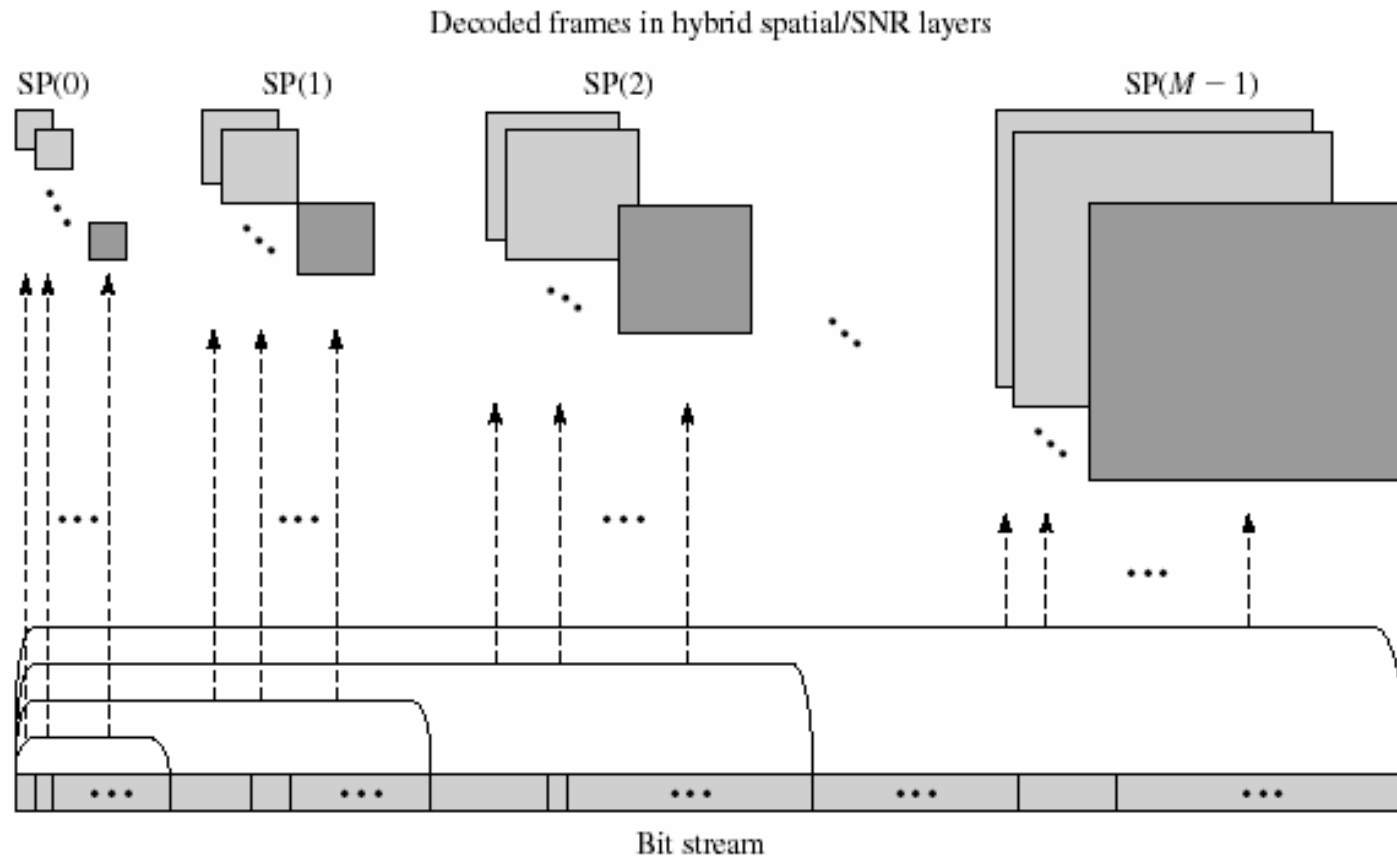 Decoded frames in hybrid spatial/SNR layers
SP(0) SP(1) SP(2) SP(M − 1)
Bit stream